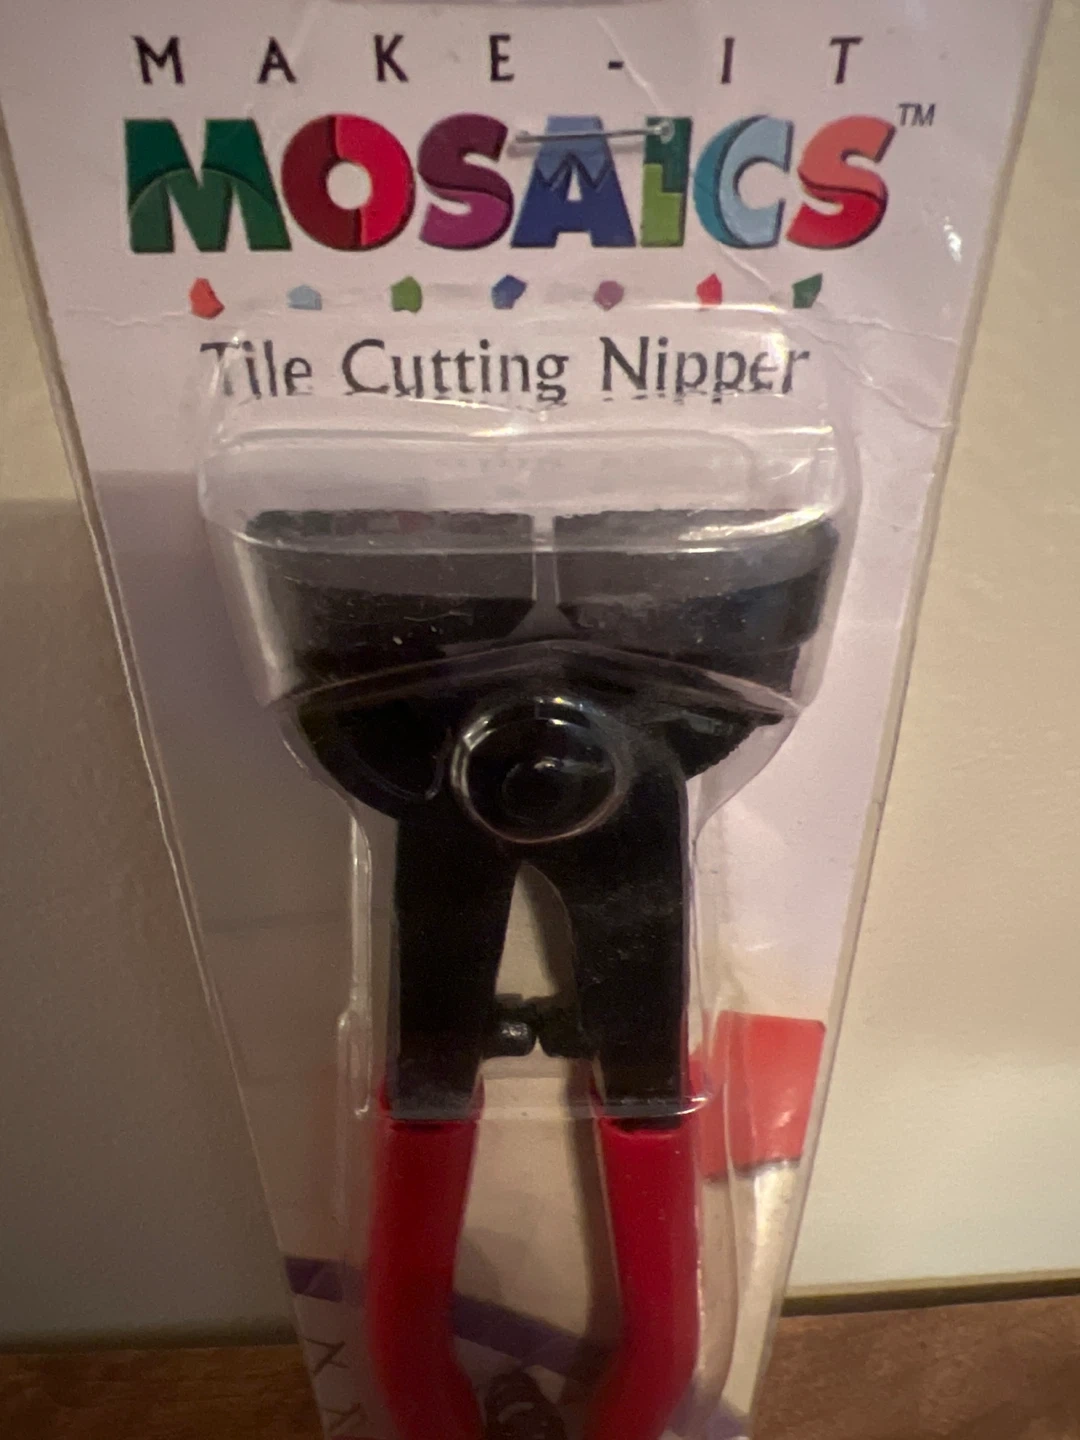 MAKE-IT
MOSAICS™
Tile Cutting Nipper